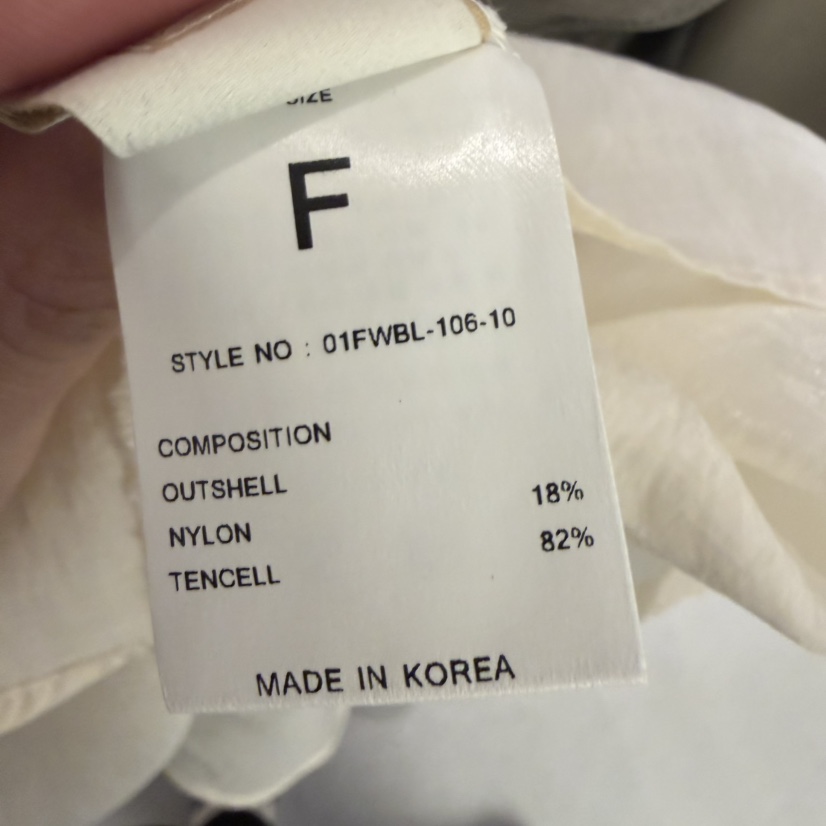 SIZE
F
STYLE NO : 01FWBL-106-10
COMPOSITION
OUTSHELL
NYLON 18%
TENCELL 82%
MADE IN KOREA